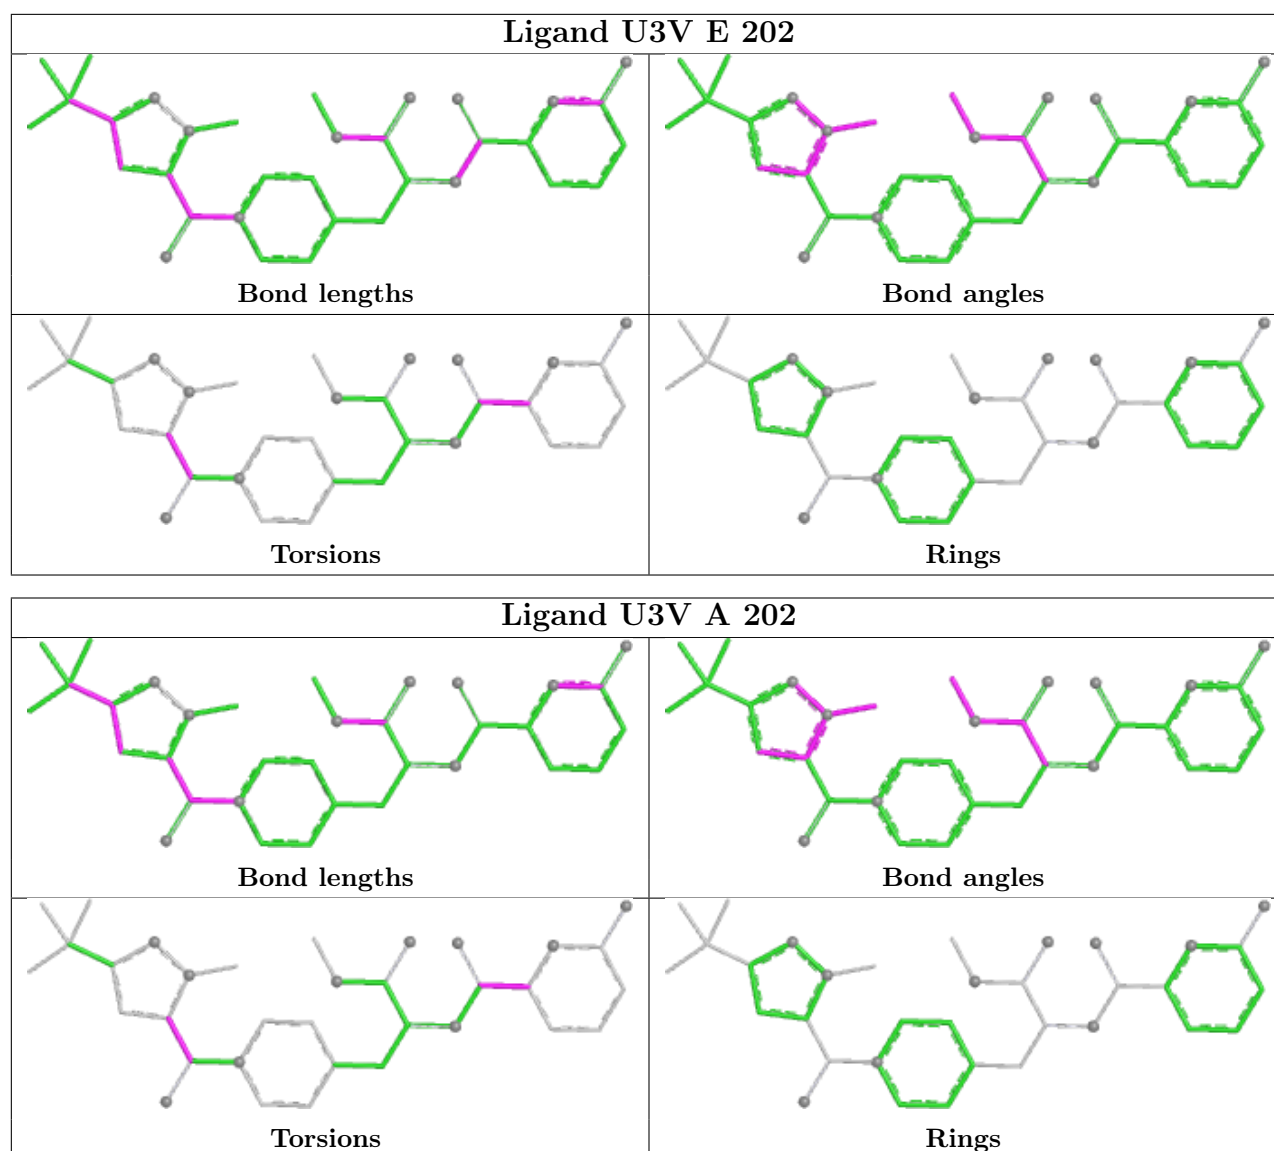 Ligand U3V E 202
Bond lengths
Bond angles
Torsions
Rings
Ligand U3V A 202
Bond lengths
Bond angles
Torsions
Rings